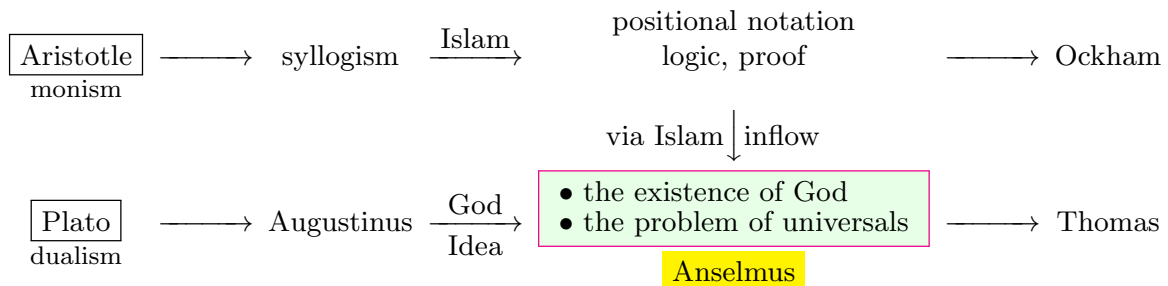 positional notation
Aristotle syllogism Islam logic, proof Ockham
monism
via Islam inflow
• the existence of God
Plato Augustinus God • the problem of universals Thomas
dualism Idea
Anselmus